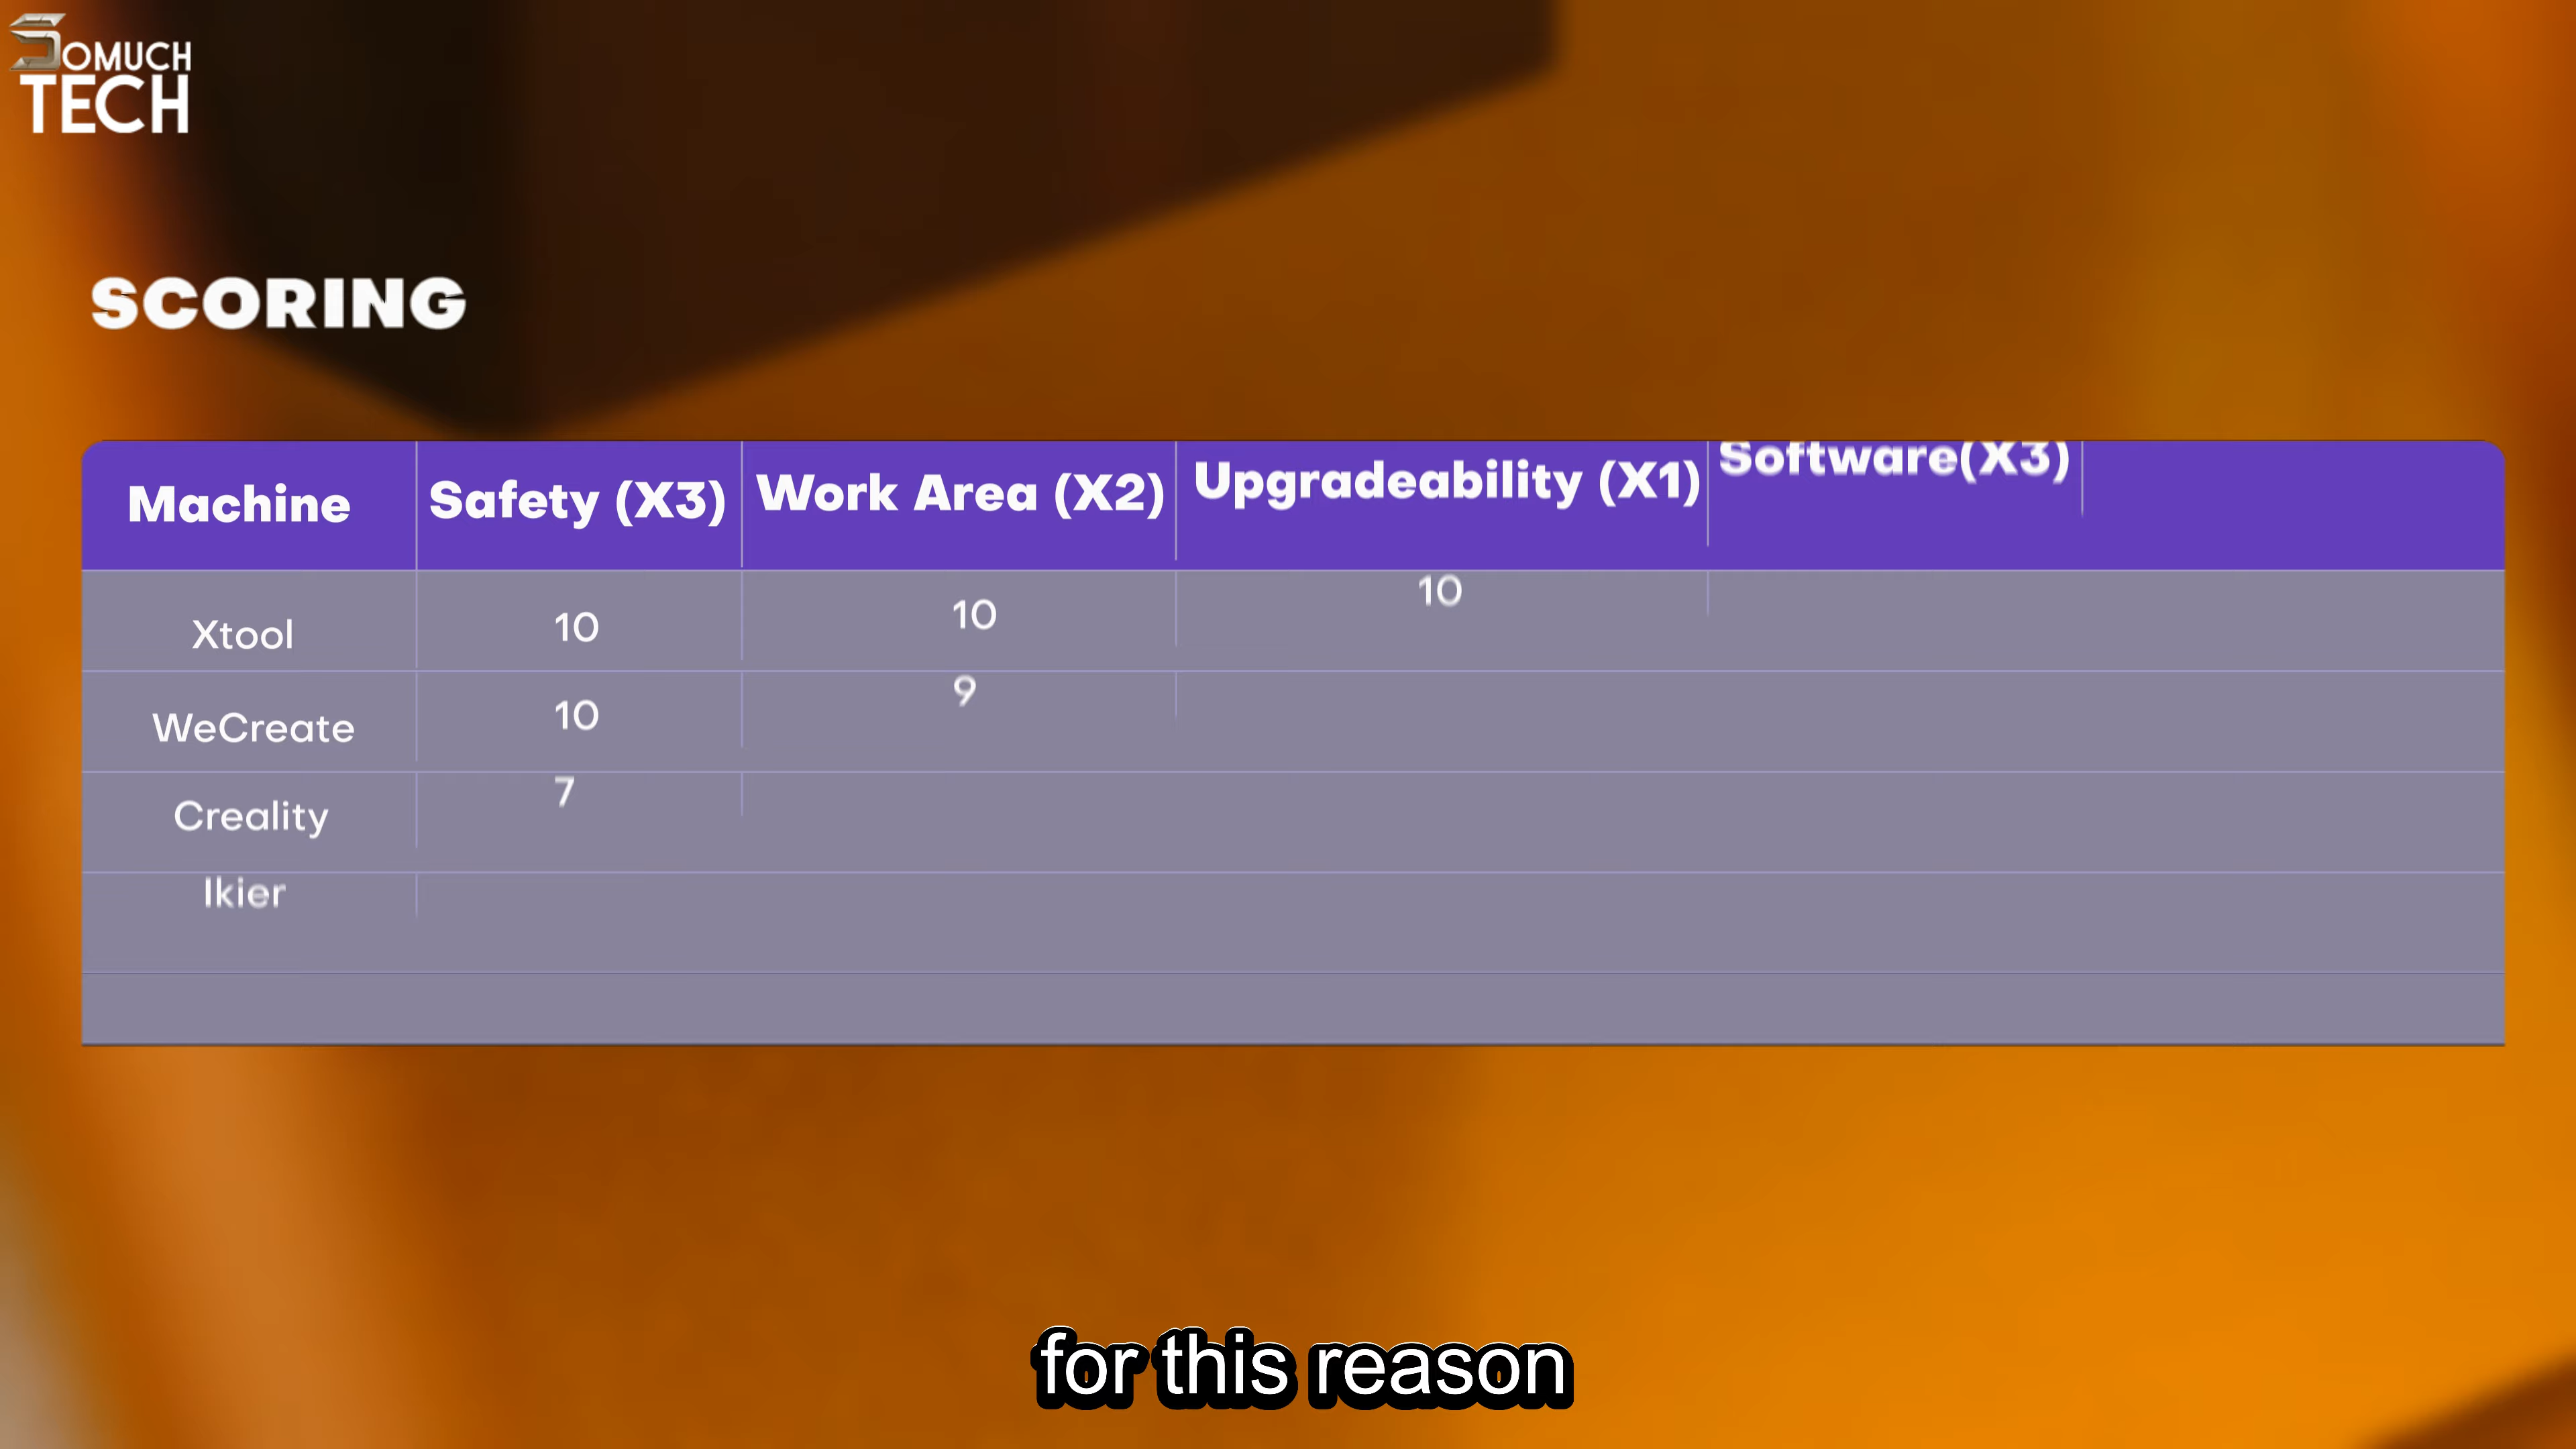 SOMUCH
TECH
SCORING
Machine Safety (X3) Work Area (X2) Upgradeability (X1) Software(X3)
Xtool 10 10 10
WeCreate 10 9
Creality 7
Ikier
for this reason